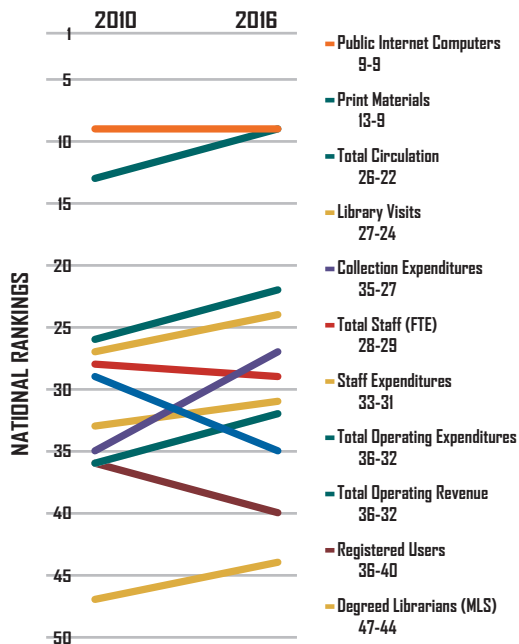 2010 2016
1
5
10
15
20
25
30
35
40
45
50
NATIONAL RANKINGS
Public Internet Computers
9-9
Print Materials
13-9
Total Circulation
26-22
Library Visits
27-24
Collection Expenditures
35-27
Total Staff (FTE)
28-29
Staff Expenditures
33-31
Total Operating Expenditures
36-32
Total Operating Revenue
36-32
Registered Users
36-40
Degreed Librarians (MLS)
47-44